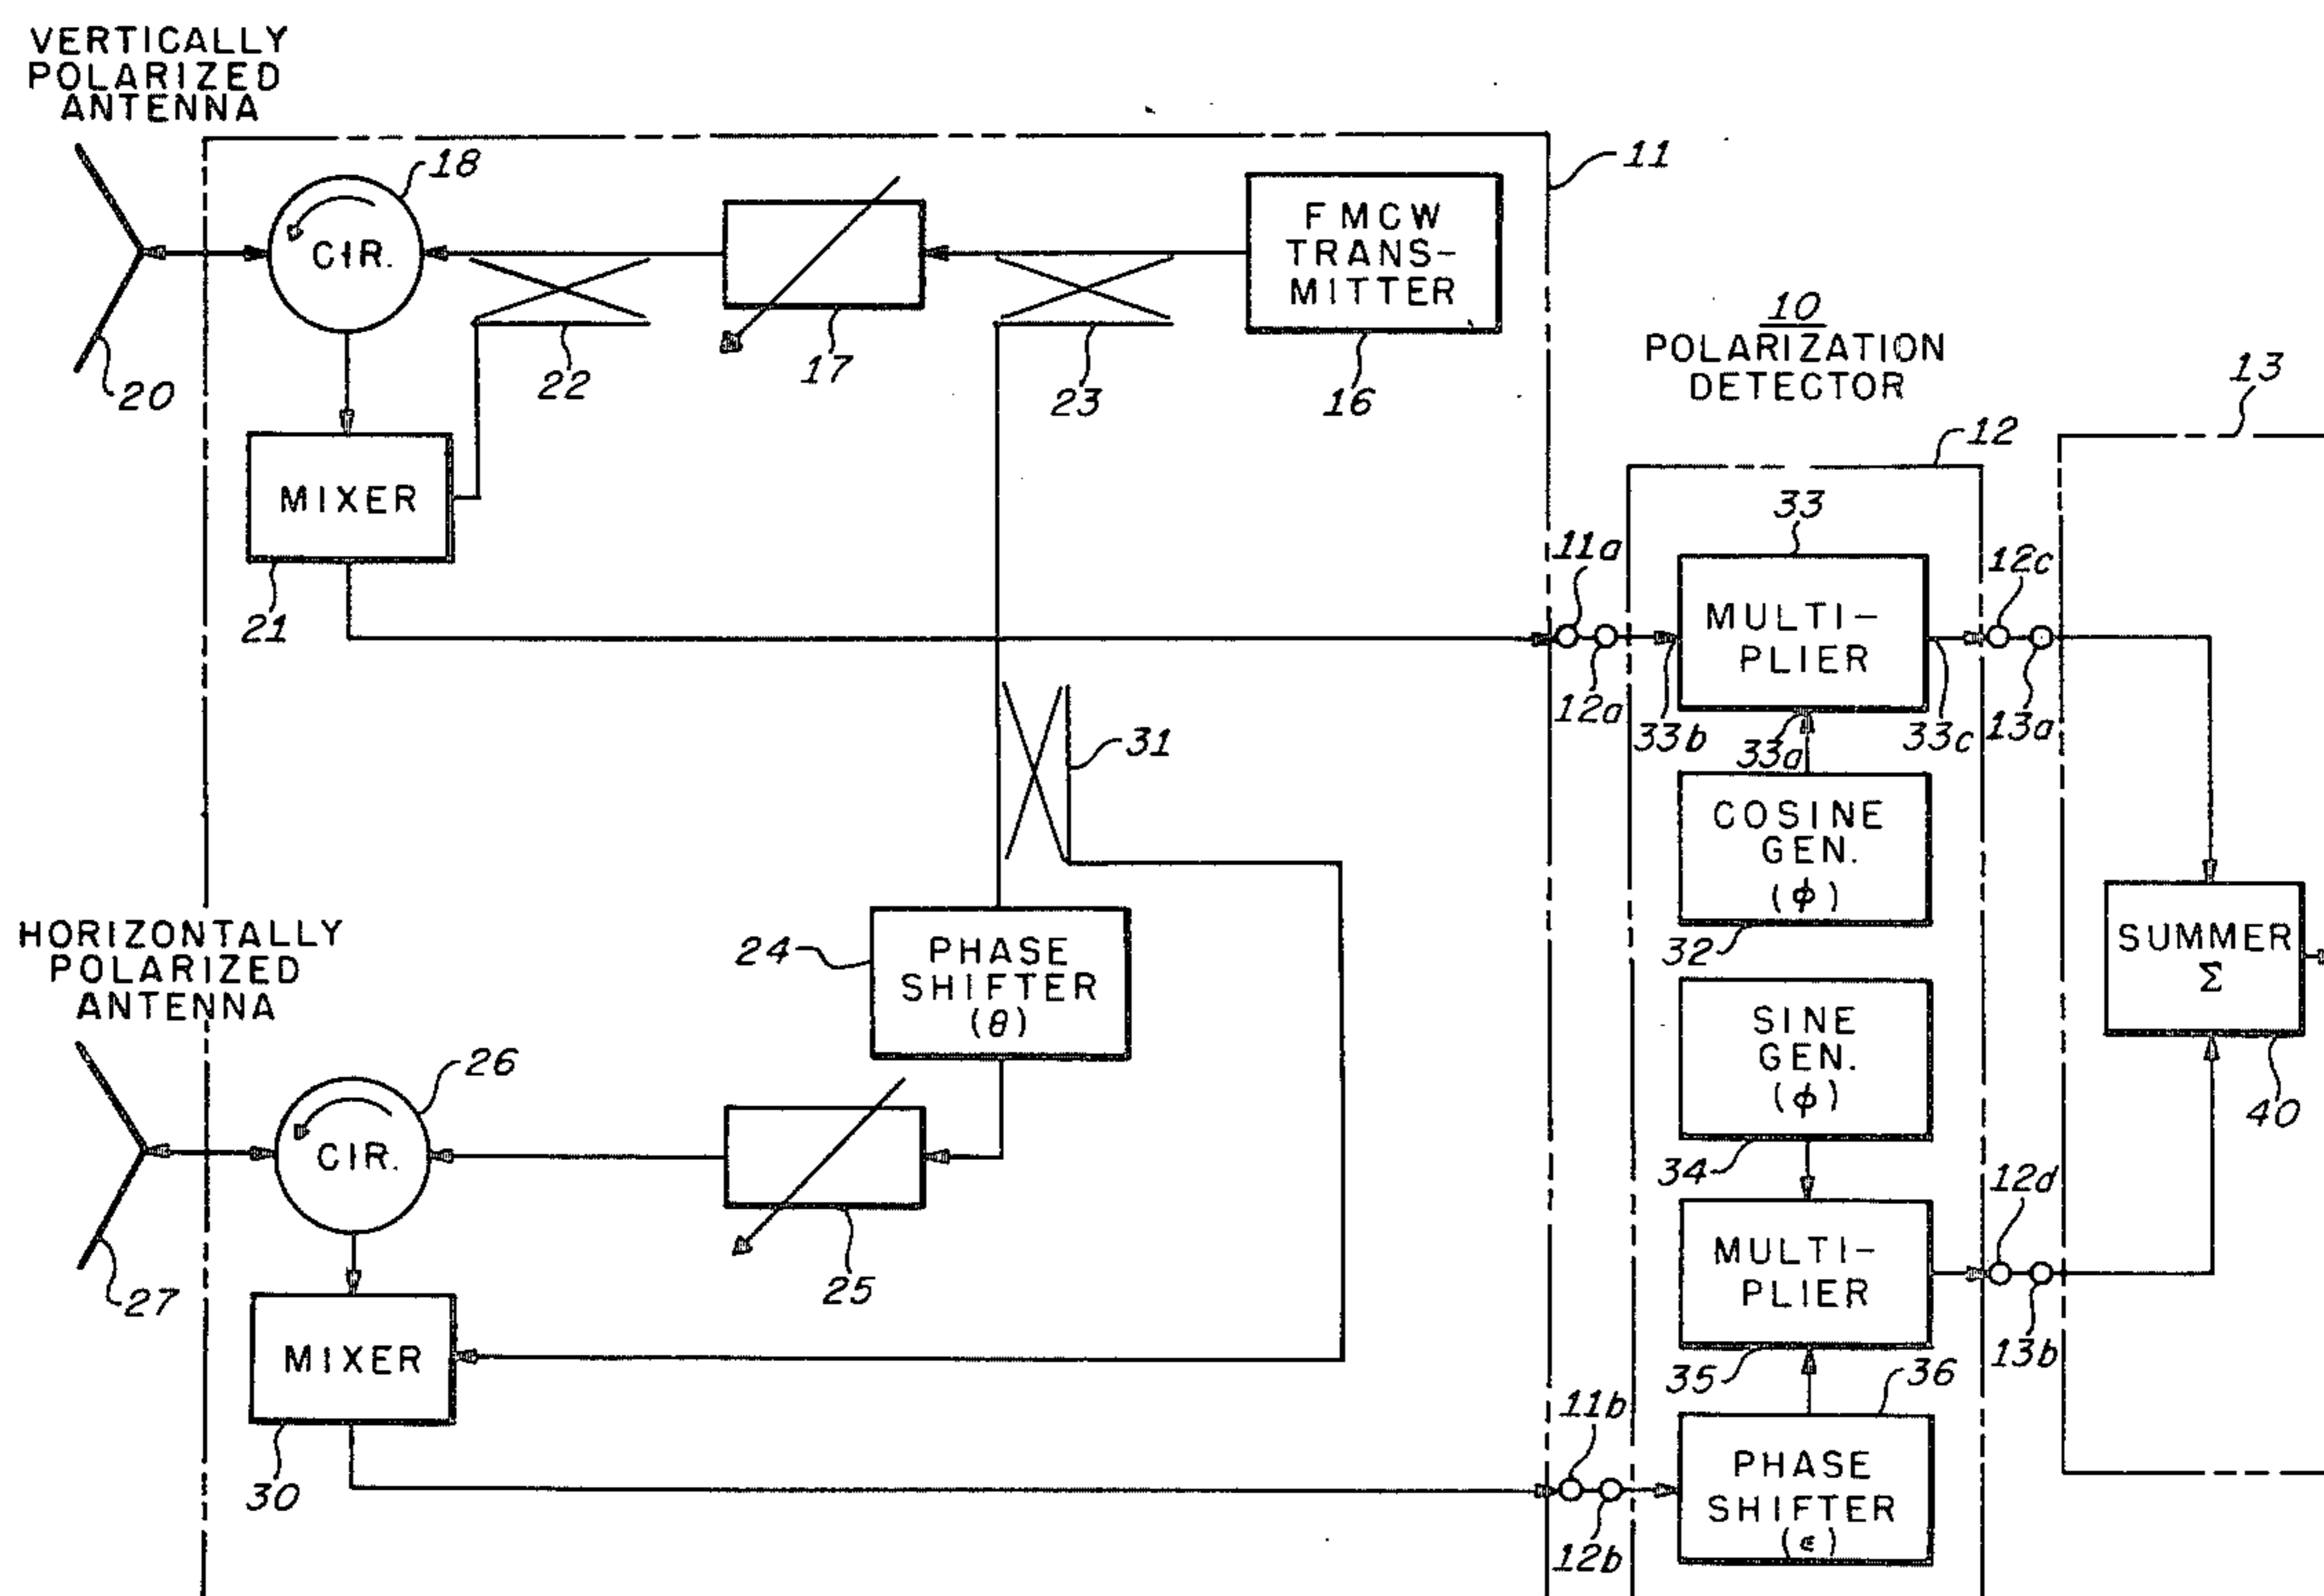 VERTICALLY
POLARIZED
ANTENNA
18
CIR.
20
22
17
23
FMCW
TRANS-
MITTER
16
11
10
POLARIZATION
DETECTOR
13
12
MIXER
21
33
11a
12a
33b
MULTI-
PLIER
33a
33c
12c
13a
31
COSINE
GEN.
(φ)
32
HORIZONTALLY
POLARIZED
ANTENNA
24
PHASE
SHIFTER
(θ)
SUMMER
Σ
40
SINE
GEN.
(φ)
34
26
CIR.
27
25
12d
13b
MULTI-
PLIER
35
36
MIXER
30
11b
12b
PHASE
SHIFTER
(ε)